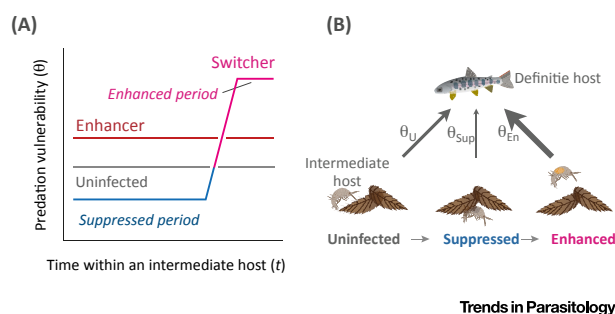 (A)
Switcher
Enhanced period
Enhancer
Uninfected
Suppressed period
Predation vulnerability (θ)
Time within an intermediate host (t)
(B)
Definitie host
θU
θSup
θEn
Intermediate
host
Uninfected
Suppressed
Enhanced
Trends in Parasitology